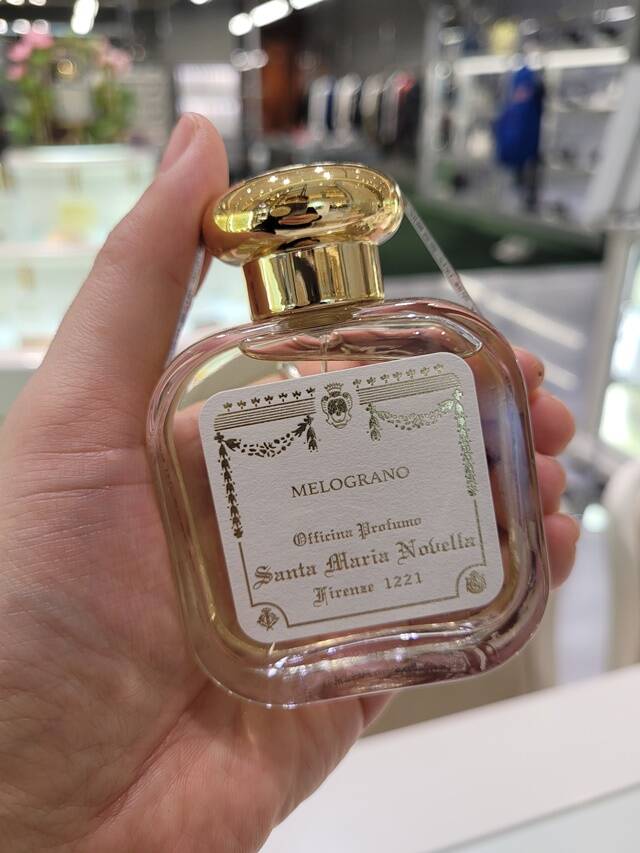 MELOGRANO
Officina Profumo
Santa Maria Novella
Firenze 1221